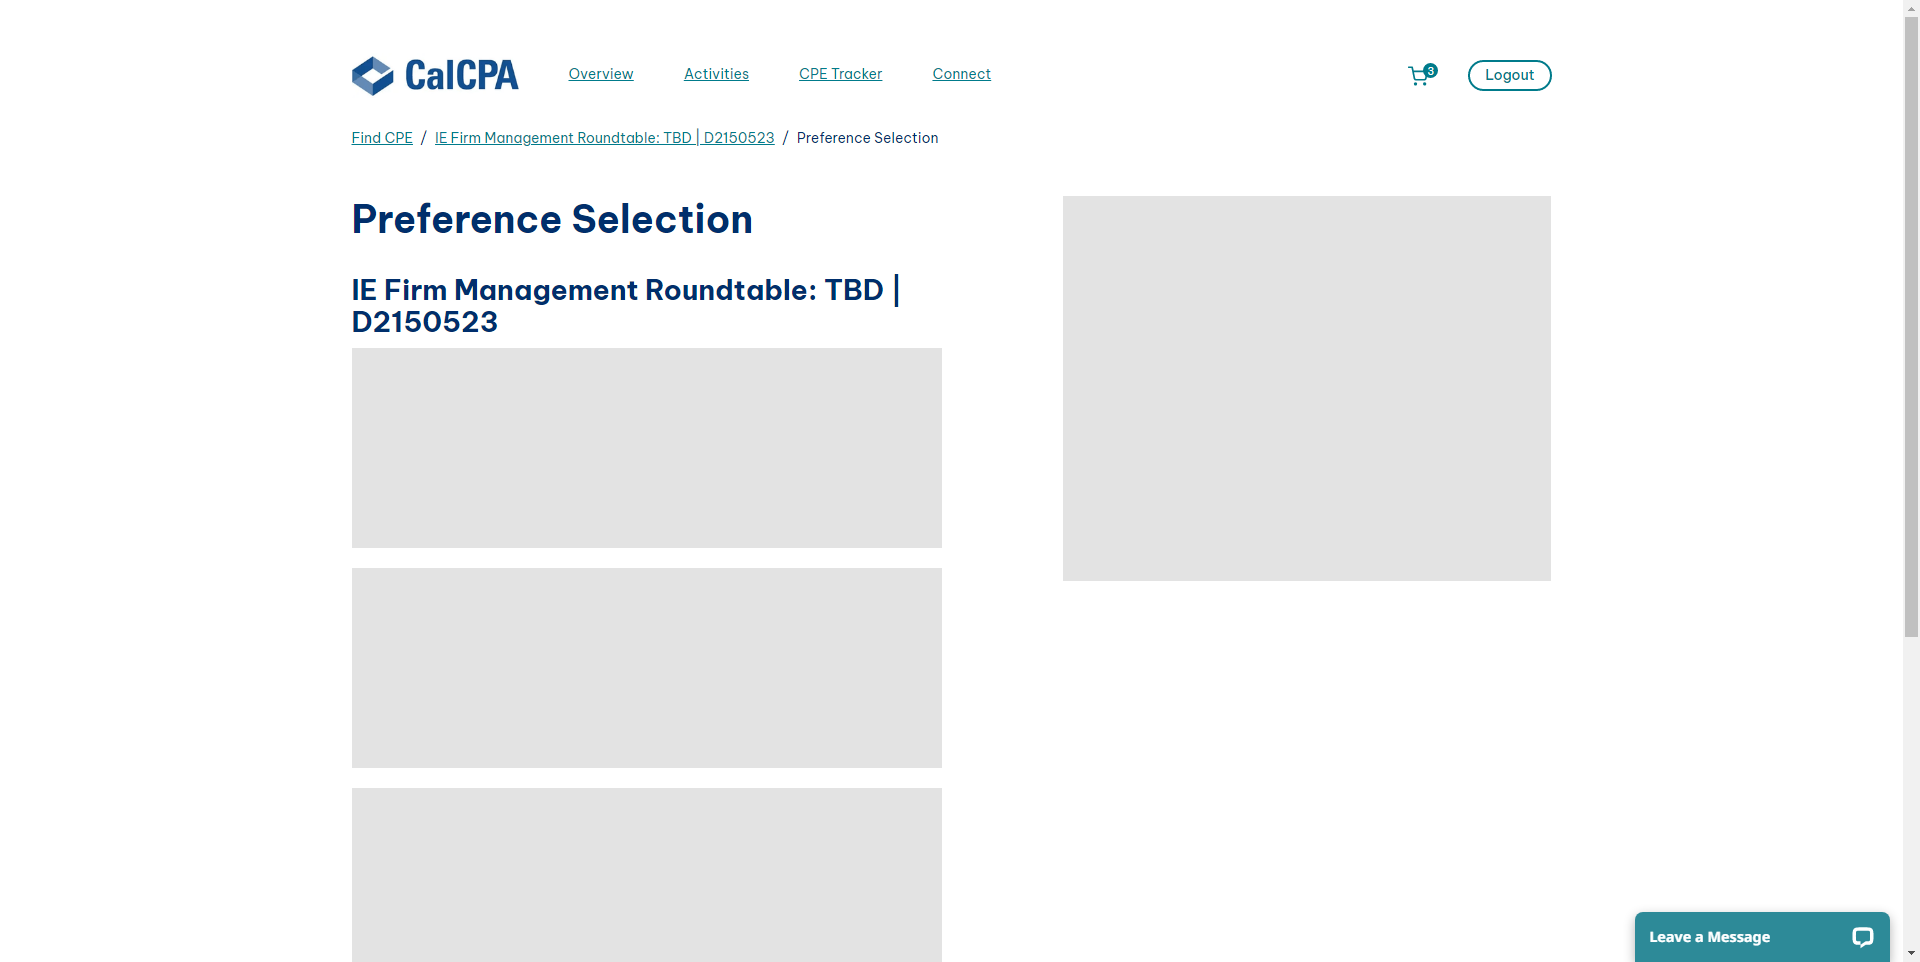 CalCPA
Overview
Activities
CPE Tracker
Connect
3
Logout
Find CPE / IE Firm Management Roundtable: TBD | D2150523 / Preference Selection
Preference Selection
IE Firm Management Roundtable: TBD |
D2150523
Leave a Message